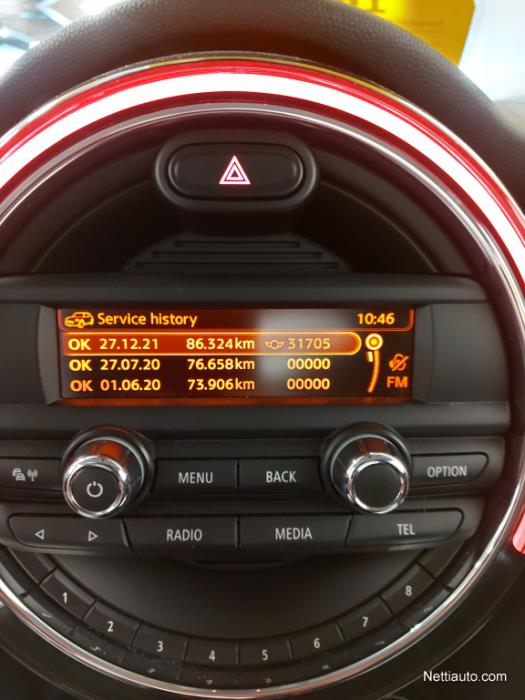 Service history 10:46
OK 27.12.21 86.324km 31705
OK 27.07.20 76.658km 00000
OK 01.06.20 73.906km 00000
FM
MENU BACK OPTION
RADIO MEDIA TEL
1 2 3 4 5 6 7 8
Nettiauto.com